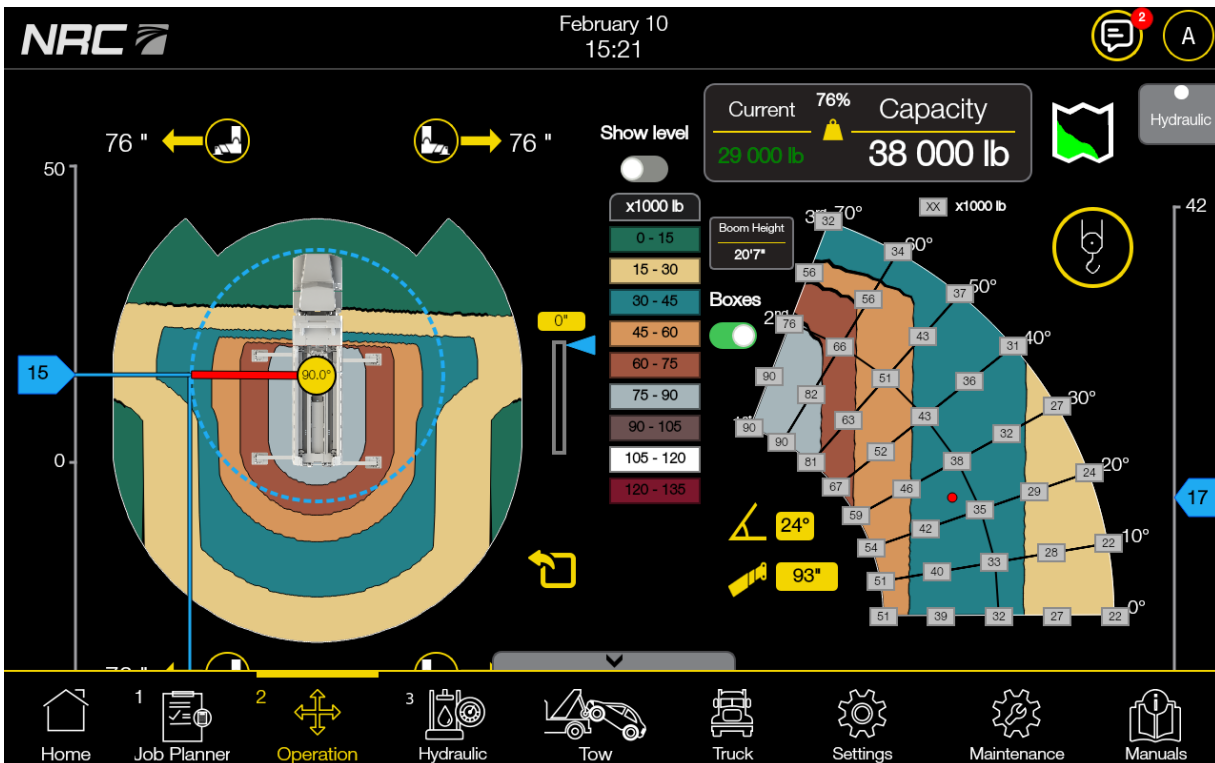 NRC
February 10
15:21
2
A
Hydraulic
76 "
76 "
Show level
Current
76%
Capacity
29 000 lb
38 000 lb
50
15
0
90.0°
0"
x1000 lb
0 - 15
15 - 30
30 - 45
45 - 60
60 - 75
75 - 90
90 - 105
105 - 120
120 - 135
Boom Height
20'7"
Boxes
XX
x1000 lb
42
17
70°
60°
50°
40°
30°
20°
10°
0°
32
34
37
31
27
24
22
22
56
56
43
36
32
29
28
27
76
66
51
43
38
35
33
32
90
82
63
52
46
42
40
39
90
90
81
67
59
54
51
51
24°
93"
Home
1
Job Planner
2
Operation
3
Hydraulic
Tow
Truck
Settings
Maintenance
Manuals